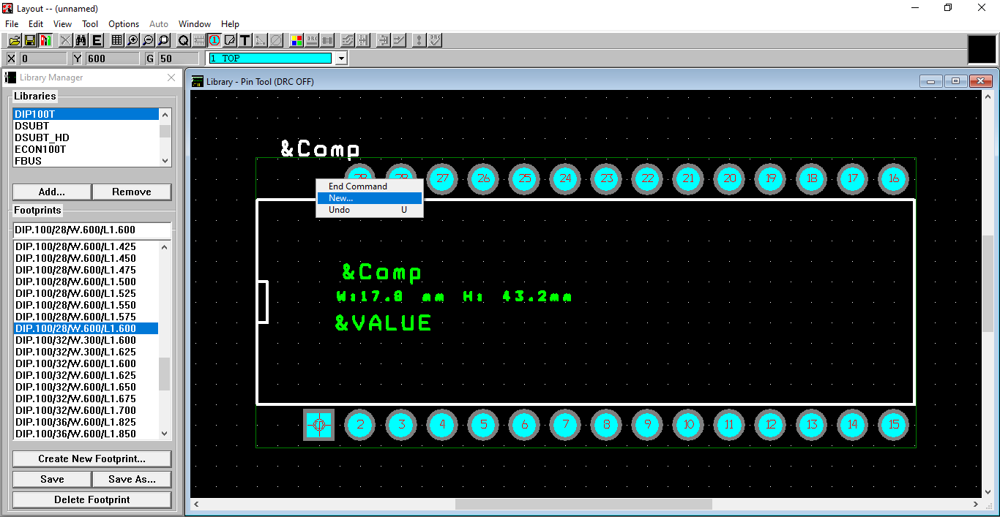 Layout -- (unnamed)
File Edit View Tool Options Auto Window Help
E Q 1 T DRC
X 0 Y 600 G 50 1 TOP
Library Manager
Libraries
DIP100T
DSUBT
DSUBT_HD
ECON100T
FBUS
Add... Remove
Footprints
DIP.100/28/W.600/L1.600
DIP.100/28/W.600/L1.425
DIP.100/28/W.600/L1.450
DIP.100/28/W.600/L1.475
DIP.100/28/W.600/L1.500
DIP.100/28/W.600/L1.525
DIP.100/28/W.600/L1.550
DIP.100/28/W.600/L1.575
DIP.100/28/W.600/L1.600
DIP.100/32/W.300/L1.600
DIP.100/32/W.300/L1.625
DIP.100/32/W.600/L1.600
DIP.100/32/W.600/L1.625
DIP.100/32/W.600/L1.650
DIP.100/32/W.600/L1.675
DIP.100/32/W.600/L1.700
DIP.100/36/W.600/L1.825
DIP.100/36/W.600/L1.850
Create New Footprint...
Save Save As...
Delete Footprint
Library - Pin Tool (DRC OFF)
&Comp
27 26 25 24 23 22 21 20 19 18 17 16
End Command
New...
Undo U
&Comp
W:17.8 mm H: 43.2mm
&VALUE
1 2 3 4 5 6 7 8 9 10 11 12 13 14 15